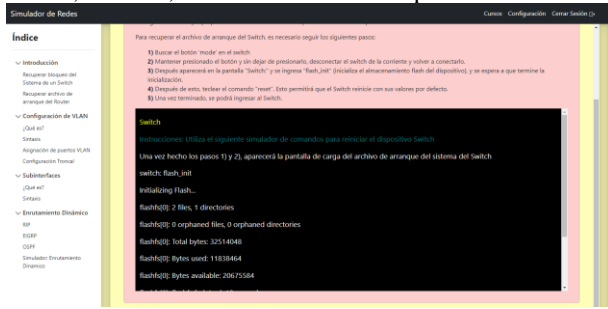 Simulador de Redes
Cursos Configuración Cerrar Sesión
Índice
Introducción
Recuperar bloqueo del
Sistema de un Switch
Recuperar archivo de
arranque del Router
Configuración de VLAN
¿Qué es?
Sintaxis
Asignación de puertos VLAN
Configuración Troncal
Subinterfaces
¿Qué es?
Sintaxis
Enrutamiento Dinámico
RIP
EIGRP
OSPF
Simulador Enrutamiento
Dinamico
Para recuperar el archivo de arranque del Switch, es necesario seguir los siguientes pasos:
1) Buscar el botón 'mode' en el switch
2) Mantener presionado el botón y sin dejar de presionarlo, desconectar el switch de la corriente y volver a conectarlo.
3) Después aparecerá en la pantalla "Switch:" y se ingresa "flash_init" (inicializa el almacenamiento flash del dispositivo), y se espera a que termine la
inicialización.
4) Después de esto, teclear el comando "reset". Esto permitirá que el Switch reinicie con sus valores por defecto.
5) Una vez terminado, se podrá ingresar al Switch.
Switch
Instrucciones: Utiliza el siguiente simulador de comandos para reiniciar el dispositivo Switch
Una vez hecho los pasos 1) y 2), aparecerá la pantalla de carga del archivo de arranque del sistema del Switch
switch: flash_init
Initializing Flash...
flashfs[0]: 2 files, 1 directories
flashfs[0]: 0 orphaned files, 0 orphaned directories
flashfs[0]: Total bytes: 32514048
flashfs[0]: Bytes used: 11838464
flashfs[0]: Bytes available: 20675584